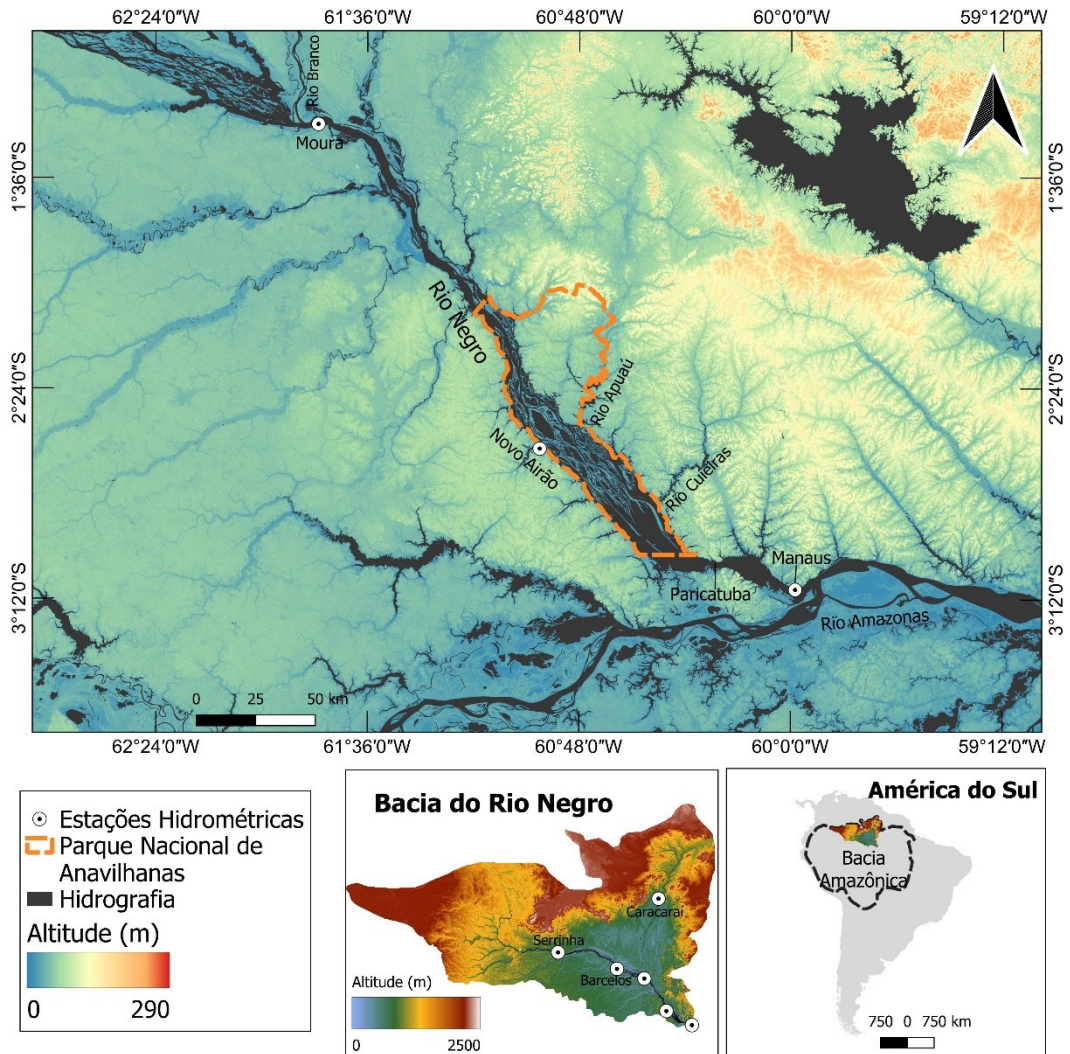 62°24′0″W 61°36′0″W 60°48′0″W 60°00′0″W 59°12′0″W
Rio Branco
Moura
1°36′0″S
1°36′0″S
Rio Negro
Rio Apuaú
2°24′0″S
2°24′0″S
Novo Airão
Rio Cuieiras
Manaus
Paricatuba
3°12′0″S
3°12′0″S
Rio Amazonas
0 25 50 km
62°24′0″W 61°36′0″W 60°48′0″W 60°00′0″W 59°12′0″W
Estações Hidrométricas
Parque Nacional de
Anavilhanas
Hidrografia
Altitude (m)
0 290
Bacia do Rio Negro
Caracarai
Serrinha
Barcelos
Altitude (m)
0 2500
América do Sul
Bacia
Amazônica
750 0 750 km